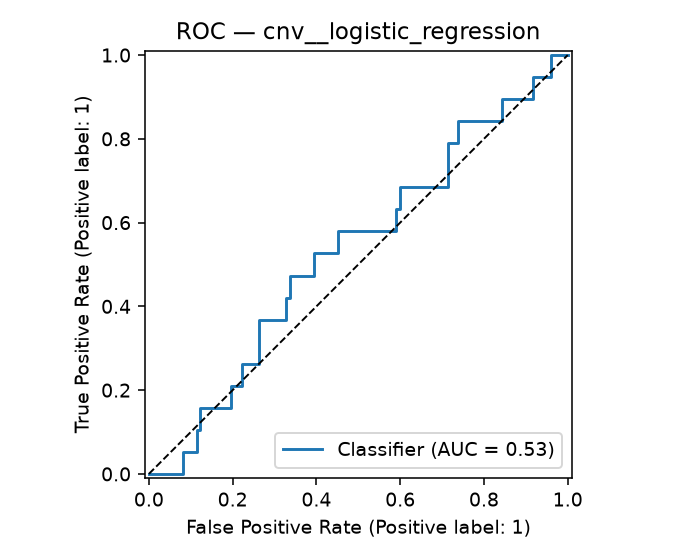 ROC — cnv__logistic_regression
True Positive Rate (Positive label: 1)
1.0
0.8
0.6
0.4
0.2
0.0
Classifier (AUC = 0.53)
0.0 0.2 0.4 0.6 0.8 1.0
False Positive Rate (Positive label: 1)